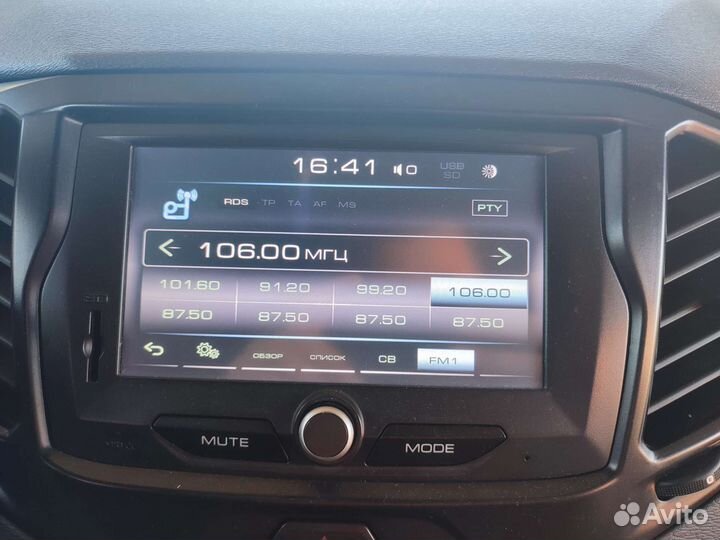 16:41 0 USB
SD
RDS TP TA AF MS PTY
106.00 МГЦ
101.60 91.20 99.20 106.00
87.50 87.50 87.50 87.50
ОБЗОР СПИСОК СВ FM1
MUTE MODE
Avito